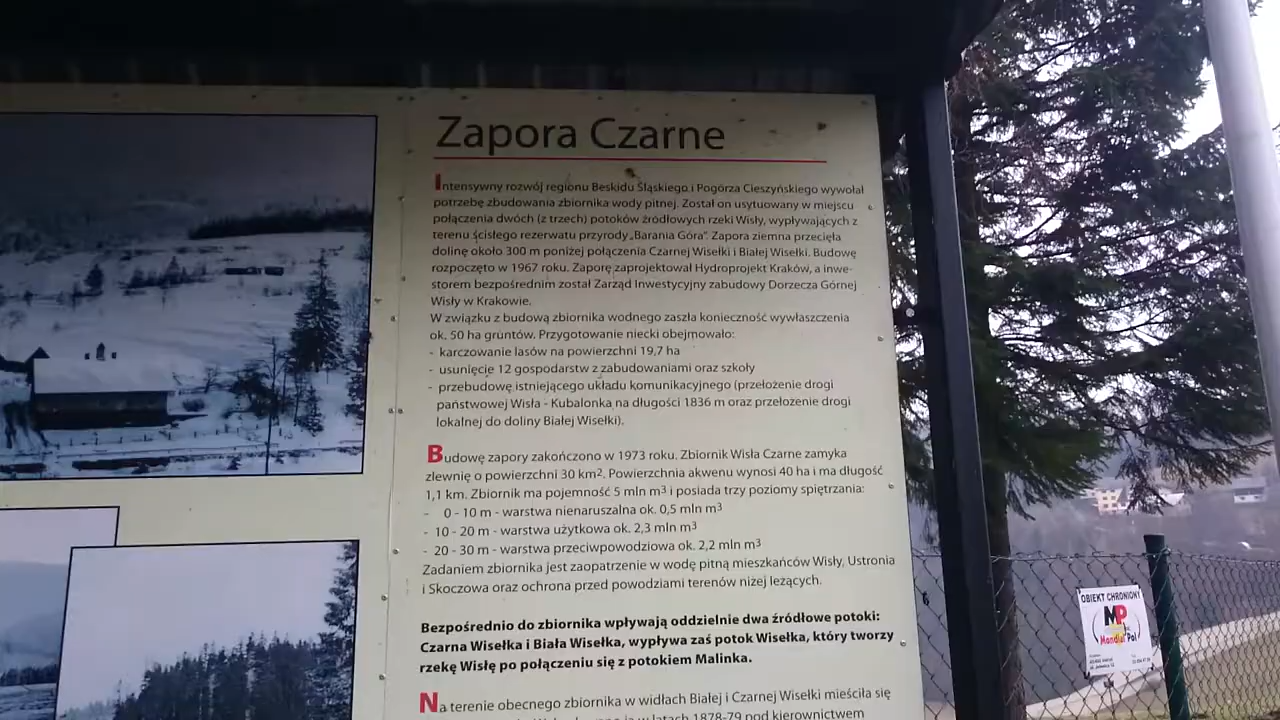 Zapora Czarne
Intensywny rozwój regionu Beskidu Śląskiego i Pogórza Cieszyńskiego wywołał
potrzebę zbudowania zbiornika wody pitnej. Został on usytuowany w miejscu
połączenia dwóch (z trzech) potoków źródłowych rzeki Wisły, wypływających z
terenu ścisłego rezerwatu przyrody „Barania Góra”. Zapora ziemna przecięła
dolinę około 300 m poniżej połączenia Czarnej Wisełki i Białej Wisełki. Budowę
rozpoczęto w 1967 roku. Zaporę zaprojektował Hydroprojekt Kraków, a inwe-
storem bezpośrednim został Zarząd Inwestycyjny zabudowy Dorzecza Górnej
Wisły w Krakowie.
W związku z budową zbiornika wodnego zaszła konieczność wywłaszczenia
ok. 50 ha gruntów. Przygotowanie niecki obejmowało:
- karczowanie lasów na powierzchni 19,7 ha
- usunięcie 12 gospodarstw z zabudowaniami oraz szkoły
- przebudowę istniejącego układu komunikacyjnego (przełożenie drogi
państwowej Wisła - Kubalonka na długości 1836 m oraz przełożenie drogi
lokalnej do doliny Białej Wisełki).
Budowę zapory zakończono w 1973 roku. Zbiornik Wisła Czarne zamyka
zlewnię o powierzchni 30 km². Powierzchnia akwenu wynosi 40 ha i ma długość
1,1 km. Zbiornik ma pojemność 5 mln m³ i posiada trzy poziomy spiętrzania:
- 0 - 10 m - warstwa nienaruszalna ok. 0,5 mln m³
- 10 - 20 m - warstwa użytkowa ok. 2,3 mln m³
- 20 - 30 m - warstwa przeciwpowodziowa ok. 2,2 mln m³
Zadaniem zbiornika jest zaopatrzenie w wodę pitną mieszkańców Wisły, Ustronia
i Skoczowa oraz ochrona przed powodziami terenów niżej leżących.
Bezpośrednio do zbiornika wpływają oddzielnie dwa źródłowe potoki:
Czarna Wisełka i Biała Wisełka, wypływa zaś potok Wisełka, który tworzy
rzekę Wisłę po połączeniu się z potokiem Malinka.
Na terenie obecnego zbiornika w widłach Białej i Czarnej Wisełki mieściła się
w latach 1878-79 pod kierownictwem
OBIEKT CHRONIONY
MP
Mandial Pol